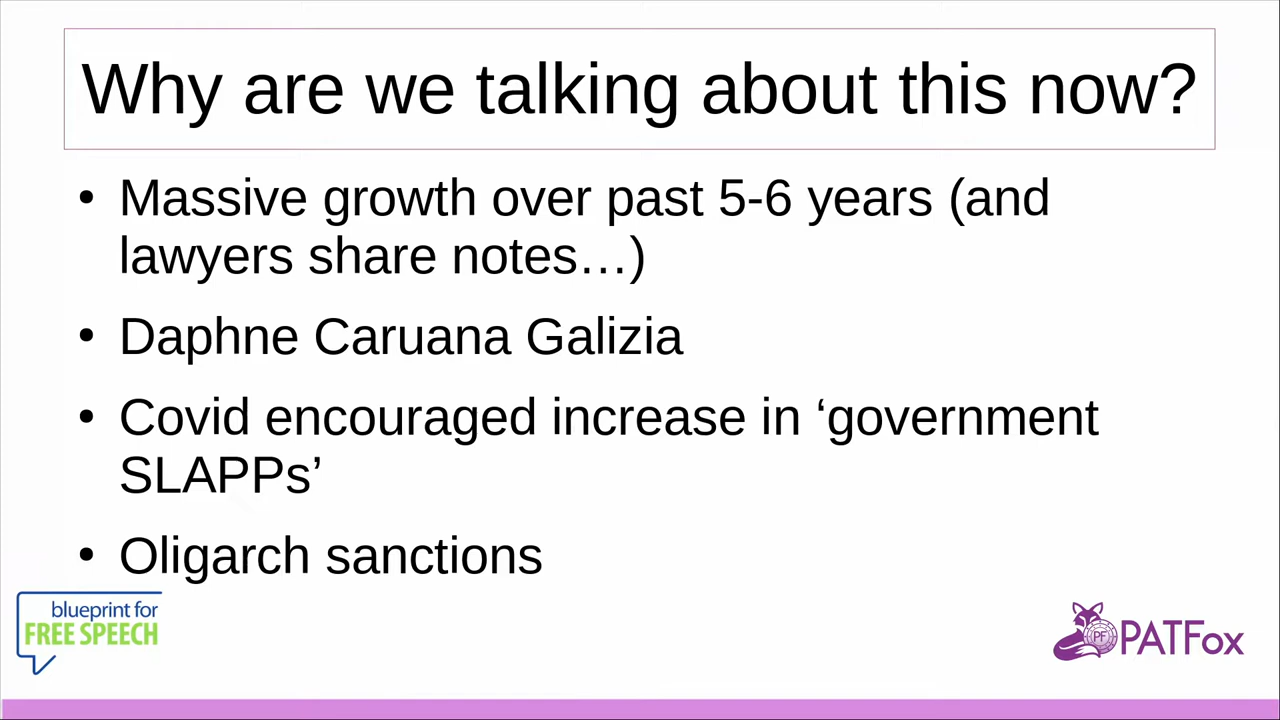 Why are we talking about this now?
• Massive growth over past 5-6 years (and
lawyers share notes…)
• Daphne Caruana Galizia
• Covid encouraged increase in ‘government
SLAPPs’
• Oligarch sanctions
blueprint for
FREE SPEECH
PF
PATFox